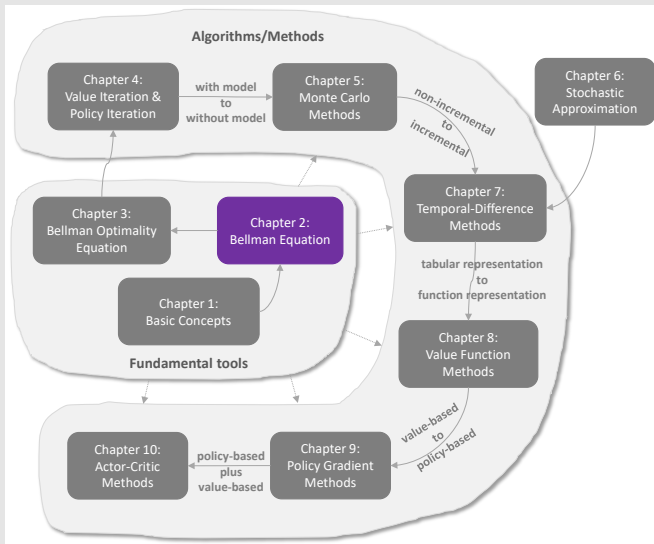 Algorithms/Methods
Chapter 4:
Value Iteration &
Policy Iteration
with model
to
without model
Chapter 5:
Monte Carlo
Methods
non-incremental
to
incremental
Chapter 6:
Stochastic
Approximation
Chapter 7:
Temporal-Difference
Methods
Chapter 3:
Bellman Optimality
Equation
Chapter 2:
Bellman Equation
Chapter 1:
Basic Concepts
Fundamental tools
tabular representation
to
function representation
Chapter 8:
Value Function
Methods
value-based
to
policy-based
Chapter 9:
Policy Gradient
Methods
policy-based
plus
value-based
Chapter 10:
Actor-Critic
Methods